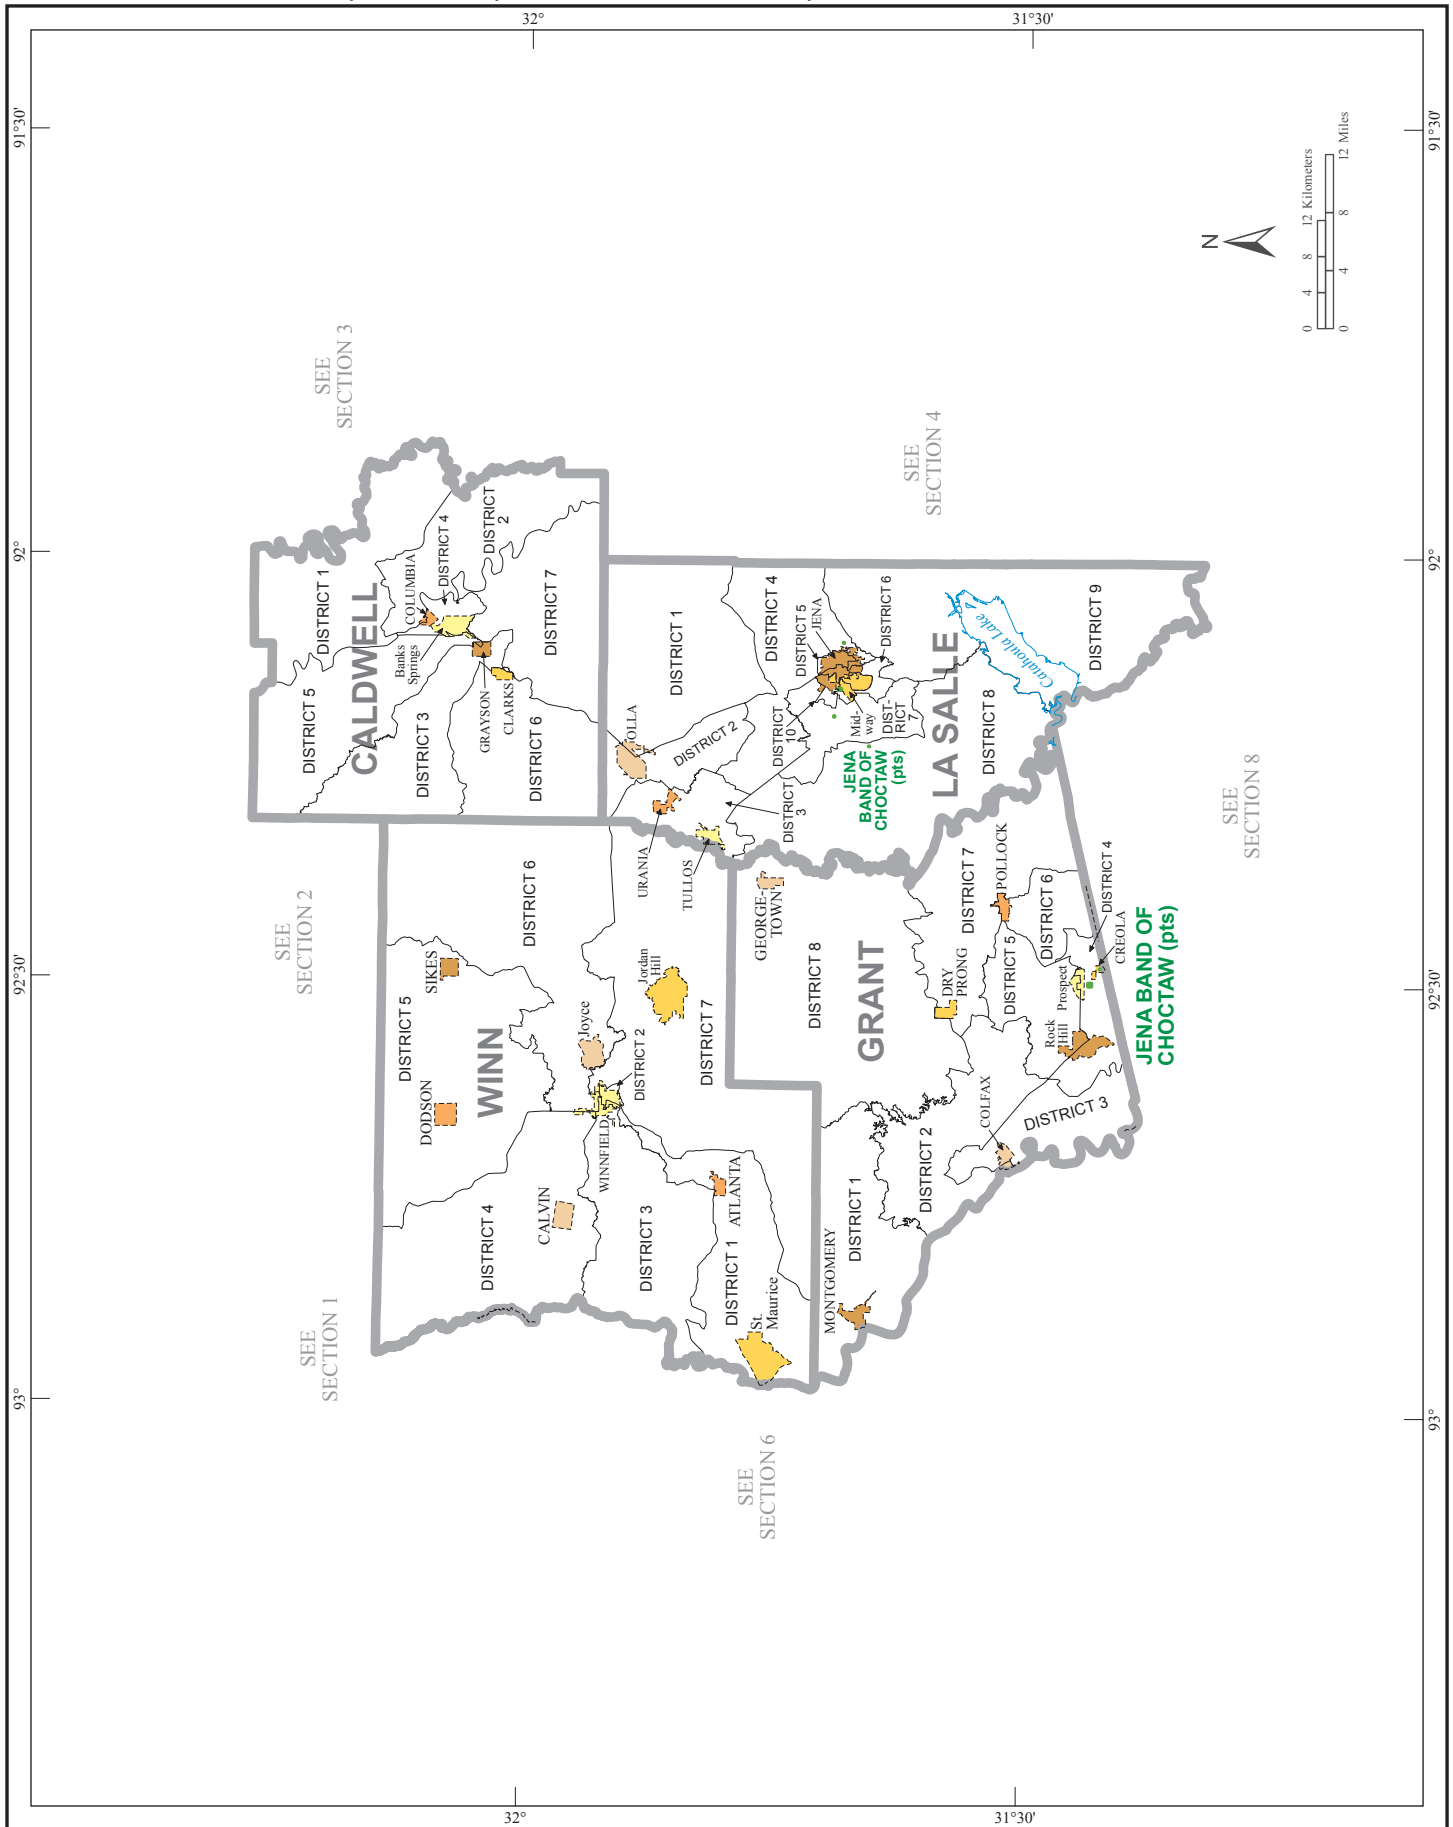 32°
31°30'
91°30'
91°30'
92°
92°
92°30'
92°30'
93°
93°
32°
31°30'
N
0 4 8 12 Kilometers
0 4 8 12 Miles
SEE
SECTION 3
SEE
SECTION 4
SEE
SECTION 2
SEE
SECTION 8
SEE
SECTION 1
SEE
SECTION 6
CALDWELL
DISTRICT 1
DISTRICT 5
DISTRICT 3
DISTRICT 4
DISTRICT
2
DISTRICT 7
DISTRICT 6
COLUMBIA
Banks
Springs
GRAYSON
CLARKS
LA SALLE
DISTRICT 1
DISTRICT 2
DISTRICT
3
DISTRICT 4
DISTRICT 5
DISTRICT 6
DIST-
RICT
7
DISTRICT 8
DISTRICT 9
DISTRICT
10
OLLA
URANIA
TULLOS
JENA
Mid-
way
JENA
BAND OF
CHOCTAW
(pts)
Catahoula Lake
WINN
DISTRICT 6
DISTRICT 5
DISTRICT 4
DISTRICT 3
DISTRICT 2
DISTRICT 1
DISTRICT 7
SIKES
DODSON
Joyce
Jordan
Hill
WINNFIELD
CALVIN
ATLANTA
St.
Maurice
GRANT
DISTRICT 8
DISTRICT 7
DISTRICT 6
DISTRICT 5
DISTRICT 4
DISTRICT 3
DISTRICT 2
DISTRICT 1
GEORGE-
TOWN
POLLOCK
DRY
PRONG
Prospect
CREOLA
Rock
Hill
COLFAX
MONTGOMERY
JENA BAND OF
CHOCTAW (pts)